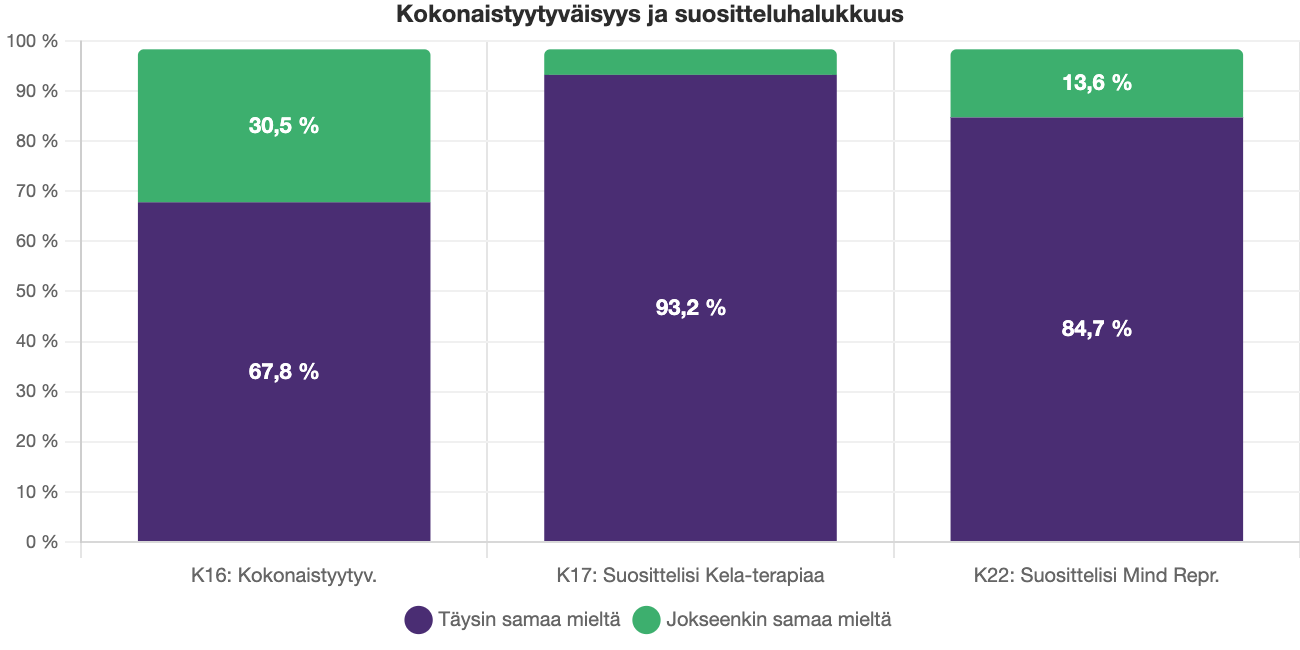 Kokonaistyytyväisyys ja suositteluhalukkuus
100 %
90 %
80 %
70 %
60 %
50 %
40 %
30 %
20 %
10 %
0 %
30,5 %
67,8 %
93,2 %
13,6 %
84,7 %
K16: Kokonaistyytyv.
K17: Suosittelisi Kela-terapiaa
K22: Suosittelisi Mind Repr.
Täysin samaa mieltä
Jokseenkin samaa mieltä